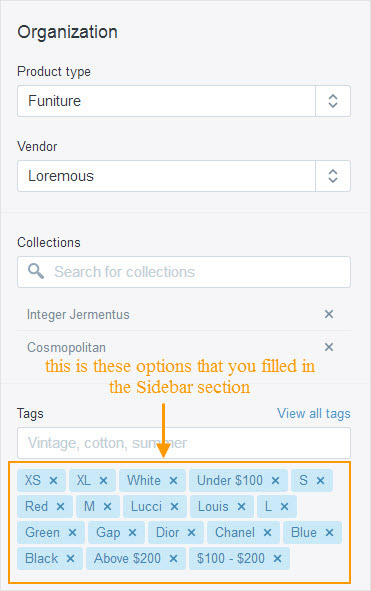 Organization
Product type
Funiture
Vendor
Loremous
Collections
Search for collections
Integer Jermentus ×
Cosmopolitan ×
this is these options that you filled in
the Sidebar section
Tags View all tags
Vintage, cotton, summer
XS × XL × White × Under $100 × S ×
Red × M × Lucci × Louis × L ×
Green × Gap × Dior × Chanel × Blue ×
Black × Above $200 × $100 - $200 ×